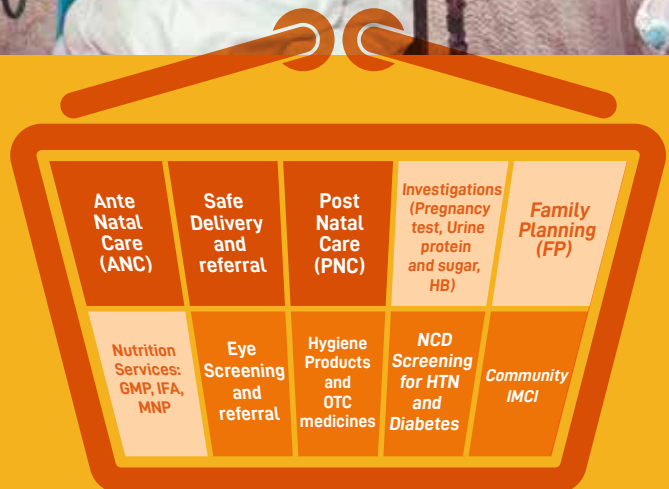 Ante
Natal
Care
(ANC)
Safe
Delivery
and
referral
Post
Natal
Care
(PNC)
Investigations
(Pregnancy
test, Urine
protein
and sugar,
HB)
Family
Planning
(FP)
Nutrition
Services:
GMP, IFA,
MNP
Eye
Screening
and
referral
Hygiene
Products
and
OTC
medicines
NCD
Screening
for HTN
and
Diabetes
Community
IMCI